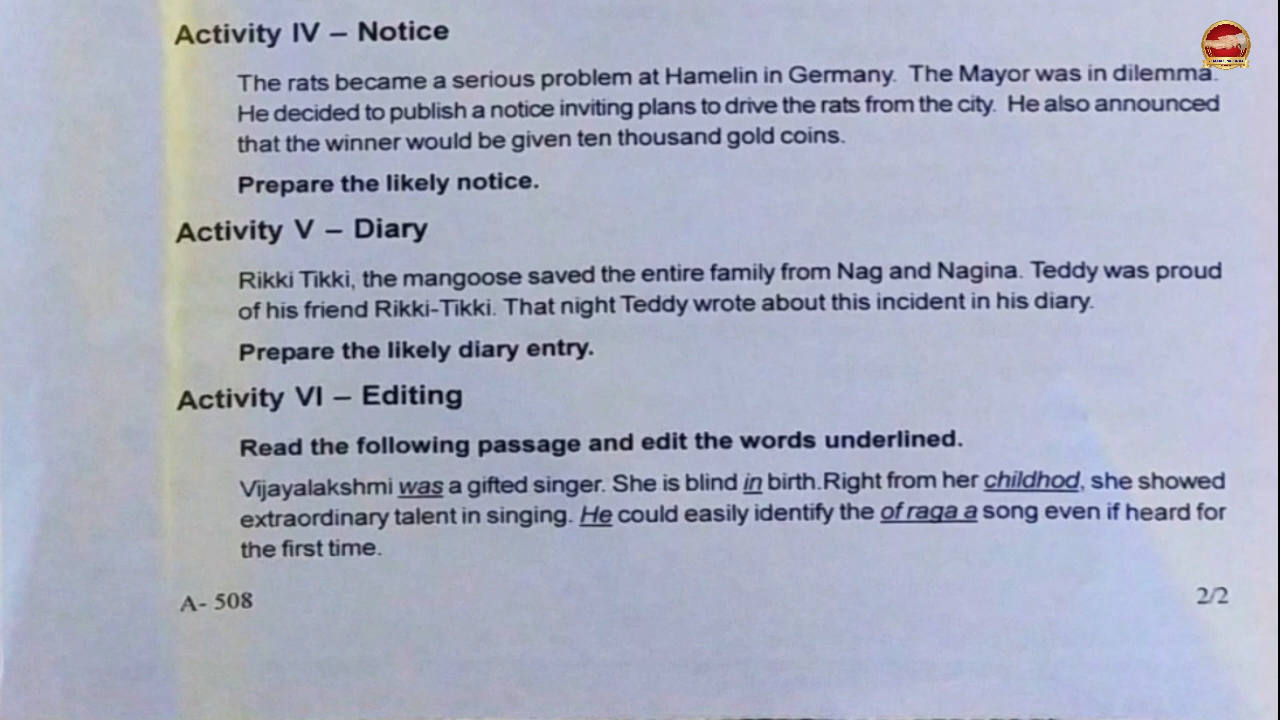 Activity IV – Notice
The rats became a serious problem at Hamelin in Germany. The Mayor was in dilemma.
He decided to publish a notice inviting plans to drive the rats from the city. He also announced
that the winner would be given ten thousand gold coins.
Prepare the likely notice.
Activity V – Diary
Rikki Tikki, the mangoose saved the entire family from Nag and Nagina. Teddy was proud
of his friend Rikki-Tikki. That night Teddy wrote about this incident in his diary.
Prepare the likely diary entry.
Activity VI – Editing
Read the following passage and edit the words underlined.
Vijayalakshmi was a gifted singer. She is blind in birth.Right from her childhod, she showed
extraordinary talent in singing. He could easily identify the of raga a song even if heard for
the first time.
A- 508
2/2